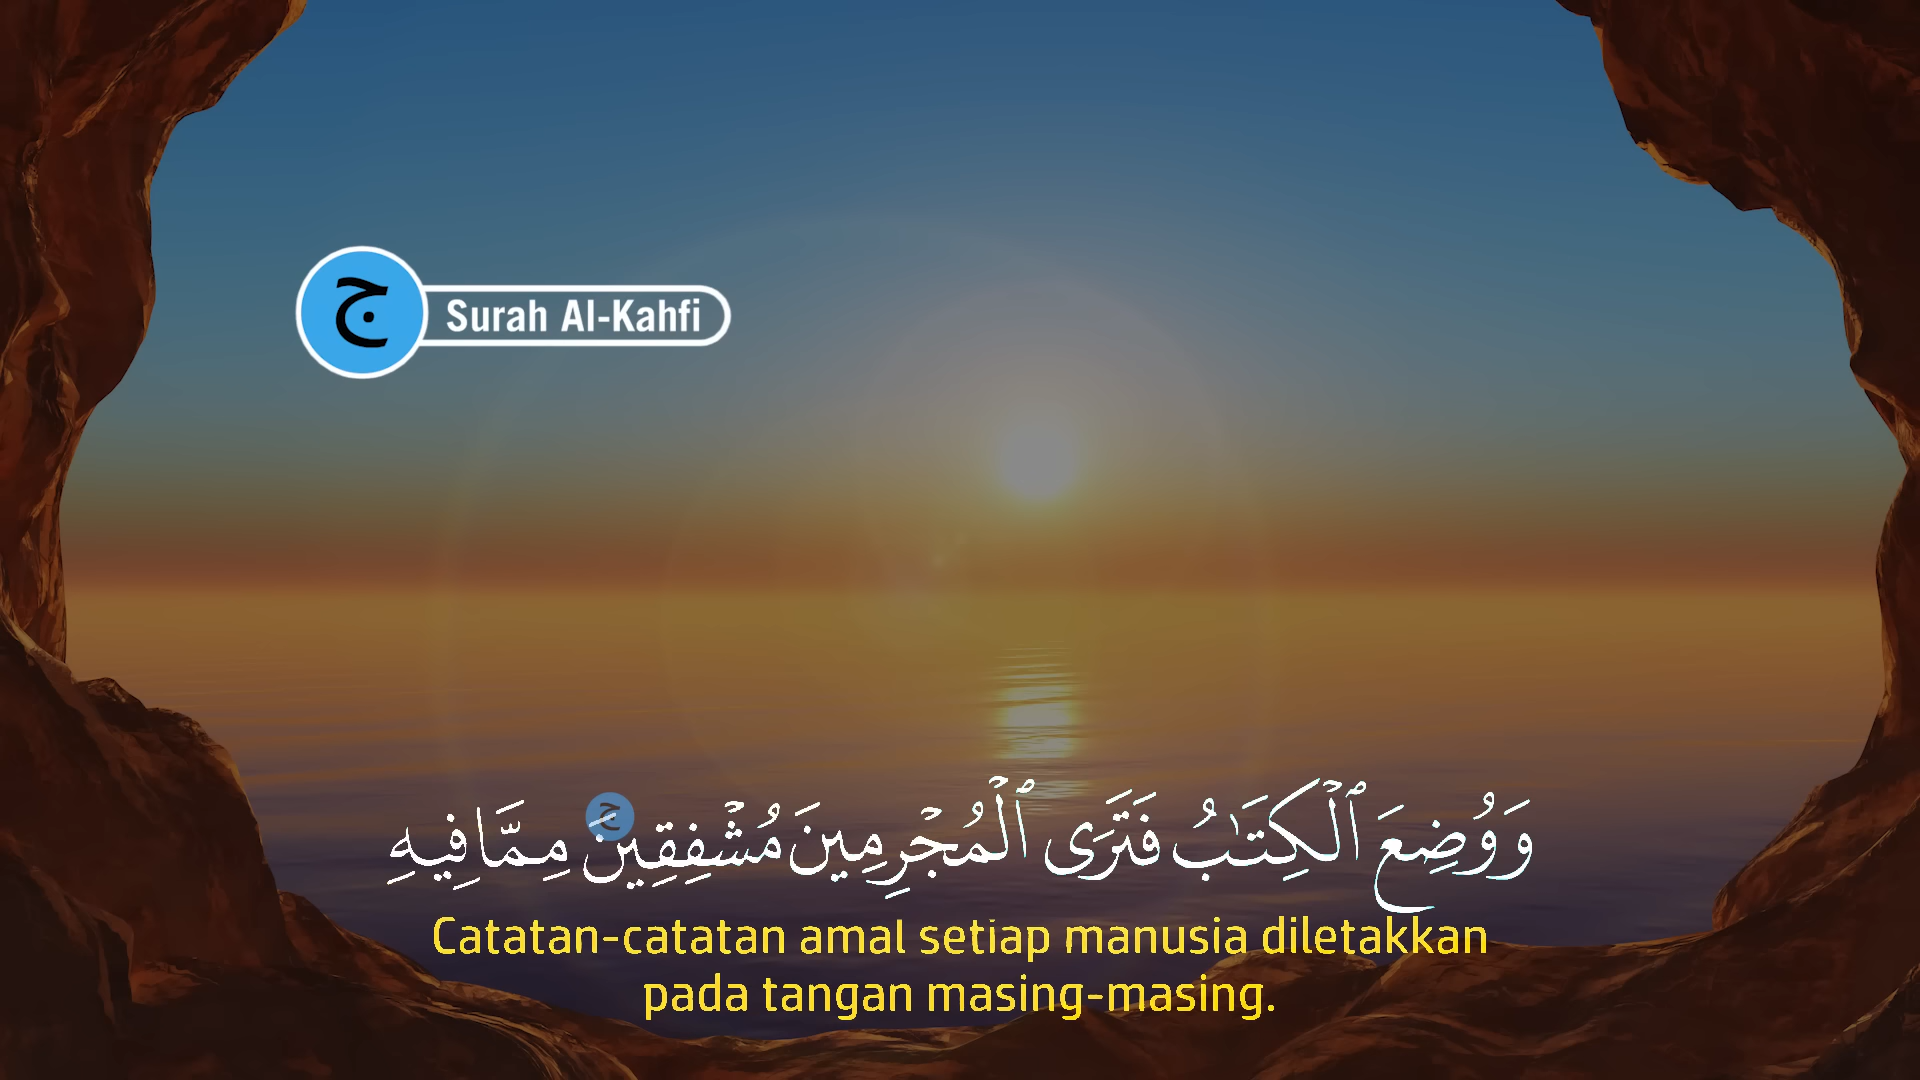 ج
Surah Al-Kahfi
ج
وَوُضِعَ ٱلْكِتَٰبُ فَتَرَى ٱلْمُجْرِمِينَ مُشْفِقِينَ مِمَّا فِيهِ
Catatan-catatan amal setiap manusia diletakkan
pada tangan masing-masing.